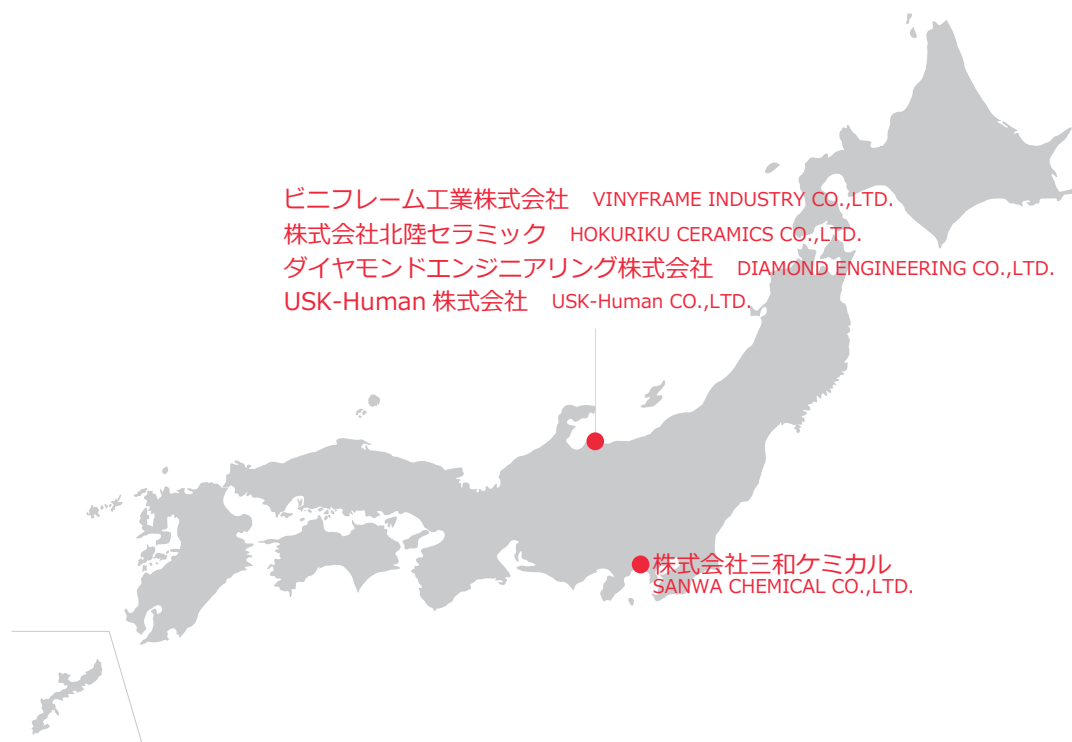 ビニフレーム工業株式会社 VINYFRAME INDUSTRY CO.,LTD.
株式会社北陸セラミック HOKURIKU CERAMICS CO.,LTD.
ダイヤモンドエンジニアリング株式会社 DIAMOND ENGINEERING CO.,LTD.
USK-Human 株式会社 USK-Human CO.,LTD.
株式会社三和ケミカル
SANWA CHEMICAL CO.,LTD.